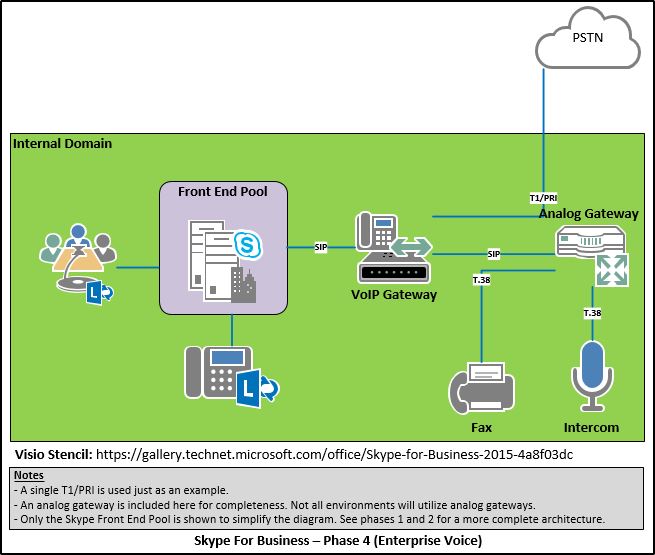 PSTN
Internal Domain
Front End Pool
T1/PRI
Analog Gateway
SIP
SIP
VoIP Gateway
T.38
T.38
Fax
Intercom
Visio Stencil: https://gallery.technet.microsoft.com/office/Skype-for-Business-2015-4a8f03dc
Notes
- A single T1/PRI is used just as an example.
- An analog gateway is included here for completeness. Not all environments will utilize analog gateways.
- Only the Skype Front End Pool is shown to simplify the diagram. See phases 1 and 2 for a more complete architecture.
Skype For Business – Phase 4 (Enterprise Voice)